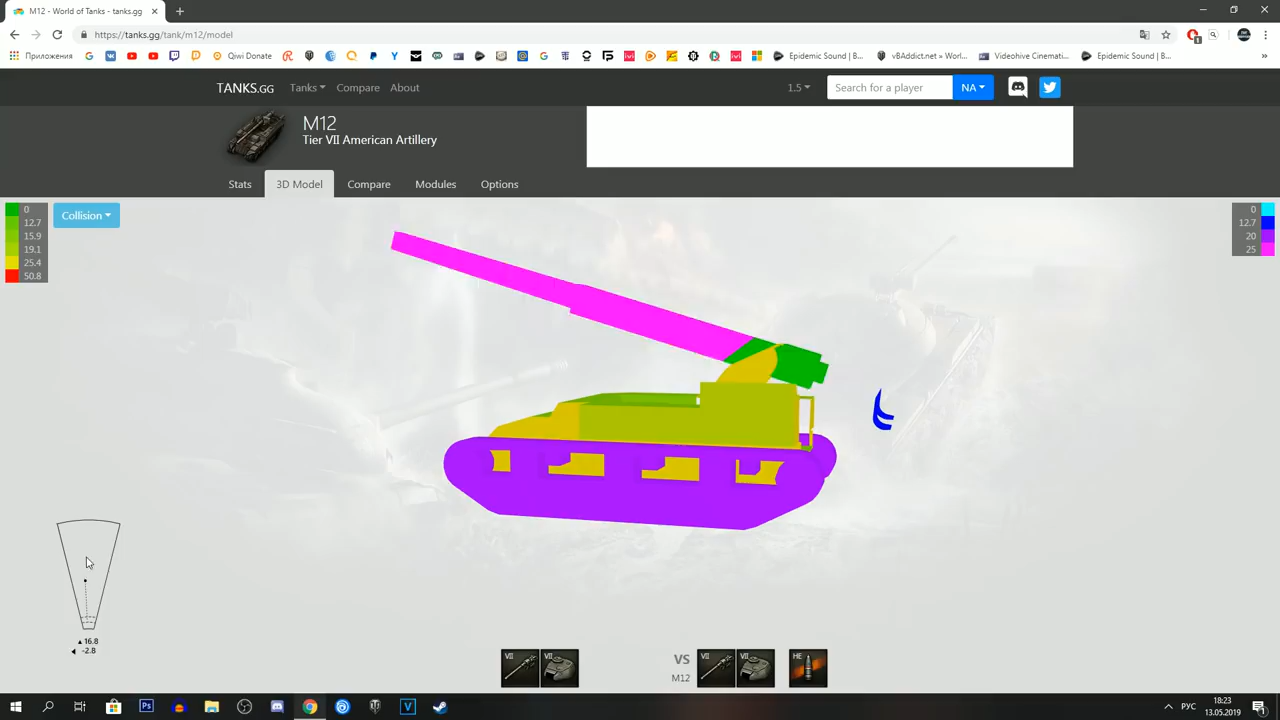 M12 - World of Tanks - tanks.gg
https://tanks.gg/tank/m12/model
Приложения
Qiwi Donate
Epidemic Sound | B...
vBAddict.net » Worl...
Videohive Cinemati...
Epidemic Sound | B...
TANKS.GG
Tanks
Compare
About
1.5
Search for a player
NA
M12
Tier VII American Artillery
Stats
3D Model
Compare
Modules
Options
0
12.7
15.9
19.1
25.4
50.8
Collision
0
12.7
20
25
16.8
-2.8
VII
VII
VS
M12
VII
VII
HE
РУС
18:23
13.05.2019